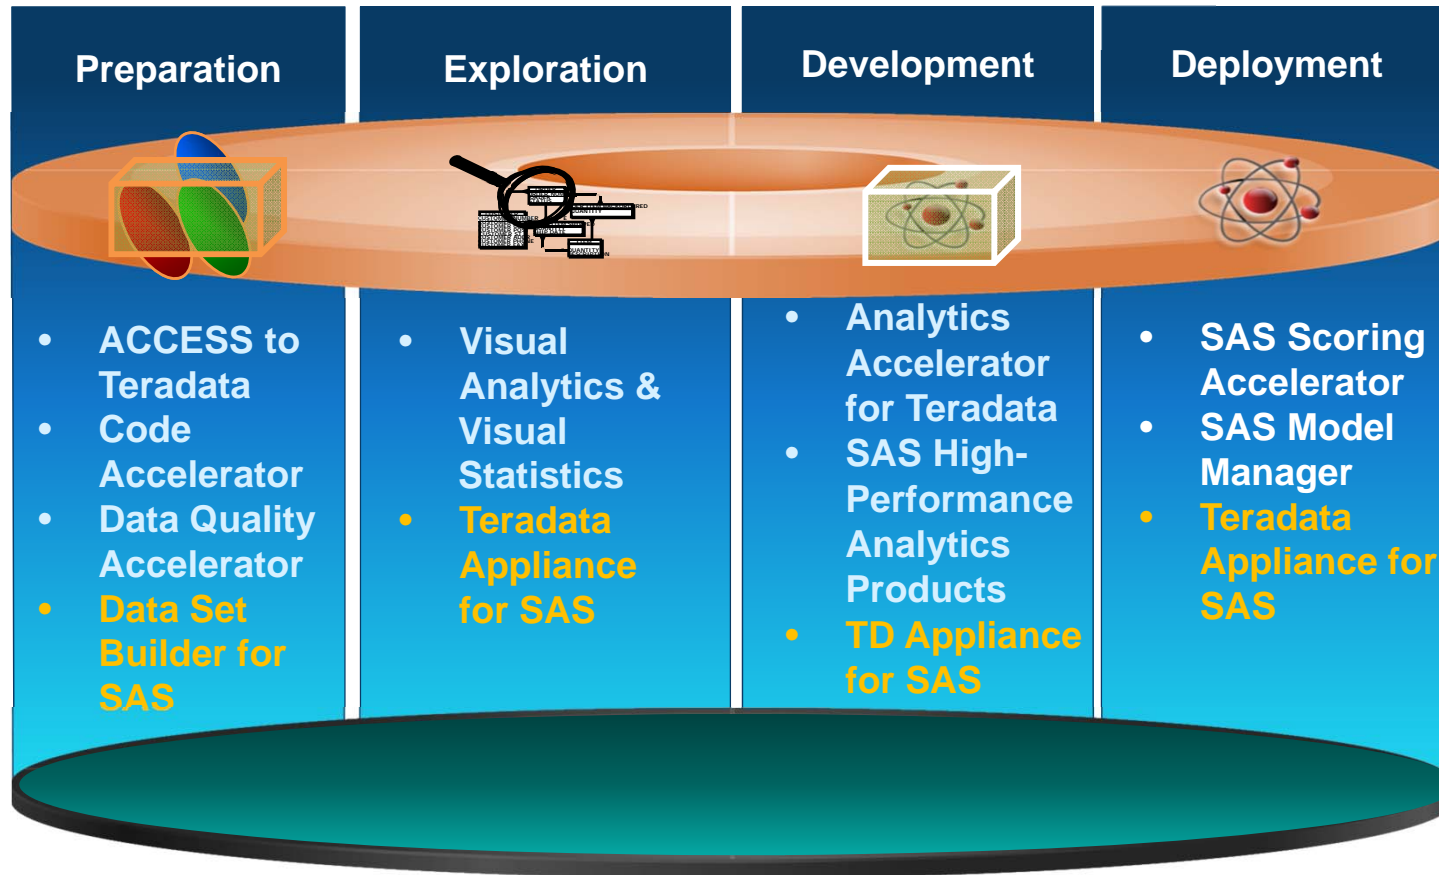 Preparation
Exploration
Development
Deployment
QUANTITY
• ACCESS to
Teradata
• Code
Accelerator
• Data Quality
Accelerator
• Data Set
Builder for
SAS
• Visual
Analytics &
Visual
Statistics
• Teradata
Appliance
for SAS
• Analytics
Accelerator
for Teradata
• SAS High-
Performance
Analytics
Products
• TD Appliance
for SAS
• SAS Scoring
Accelerator
• SAS Model
Manager
• Teradata
Appliance for
SAS